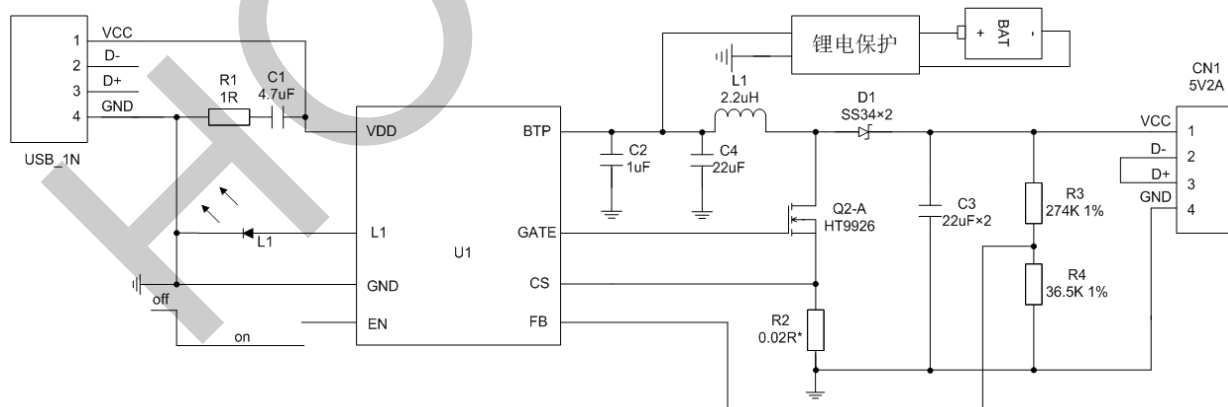 1
VCC
2
D-
3
D+
4
GND
USB_1N
R1
1R
C1
4.7uF
VDD
L1
GND
EN
U1
BTP
GATE
CS
FB
L1
off
on
锂电保护
+
BAT
-
C2
1uF
C4
22uF
L1
2.2uH
D1
SS34×2
Q2-A
HT9926
R2
0.02R*
C3
22uF×2
R3
274K 1%
R4
36.5K 1%
CN1
5V2A
VCC
1
D-
2
D+
3
GND
4